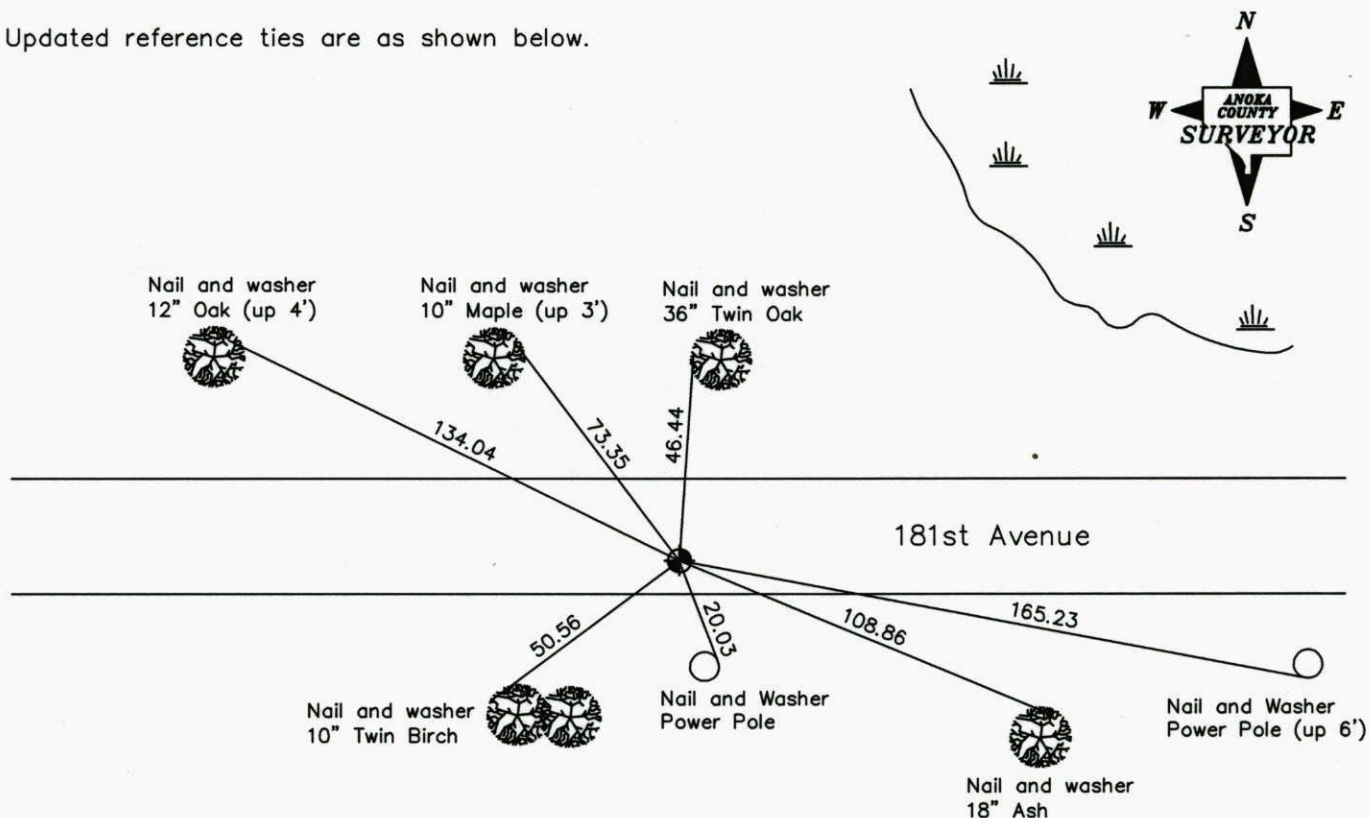 Updated reference ties are as shown below.
N
W
ANOKA
COUNTY
E
SURVEYOR
S
Nail and washer
12" Oak (up 4')
Nail and washer
10" Maple (up 3')
Nail and washer
36" Twin Oak
134.04
73.35
46.44
181st Avenue
50.56
20.03
108.86
165.23
Nail and washer
10" Twin Birch
Nail and Washer
Power Pole
Nail and Washer
Power Pole (up 6')
Nail and washer
18" Ash